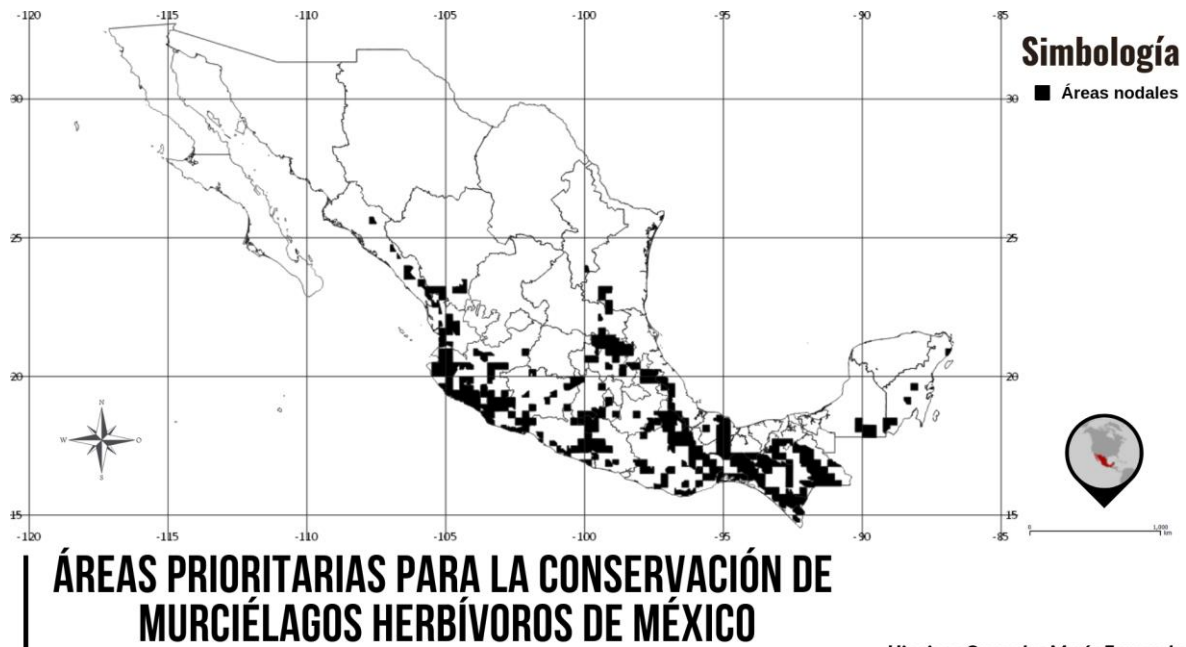 -120 -115 -105 -100 -95 -90 -85
Simbología
Áreas nodales
30 30
25 25
20 20
15 15
N
W O
S
0 1,000
km
-120 -115 -110 -105 -100 -95 -90 -85
ÁREAS PRIORITARIAS PARA LA CONSERVACIÓN DE
MURCIÉLAGOS HERBÍVOROS DE MÉXICO